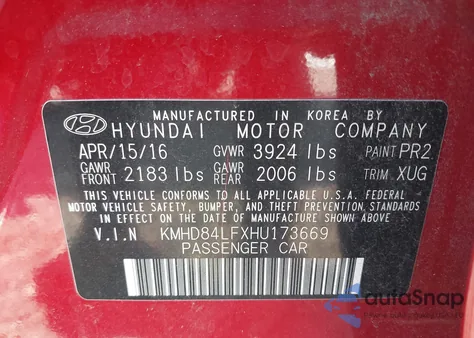 MANUFACTURED IN KOREA BY
HYUNDAI MOTOR COMPANY
APR/15/16 GVWR 3924 lbs PAINT PR2
GAWR FRONT 2183 lbs GAWR REAR 2006 lbs TRIM XUG
THIS VEHICLE CONFORMS TO ALL APPLICABLE U.S.A. FEDERAL
MOTOR VEHICLE SAFETY, BUMPER, AND THEFT PREVENTION STANDARDS
IN EFFECT ON THE DATE OF MANUFACTURE SHOWN ABOVE.
V.I.N KMHD84LFXHU173669
PASSENGER CAR
autoSnap